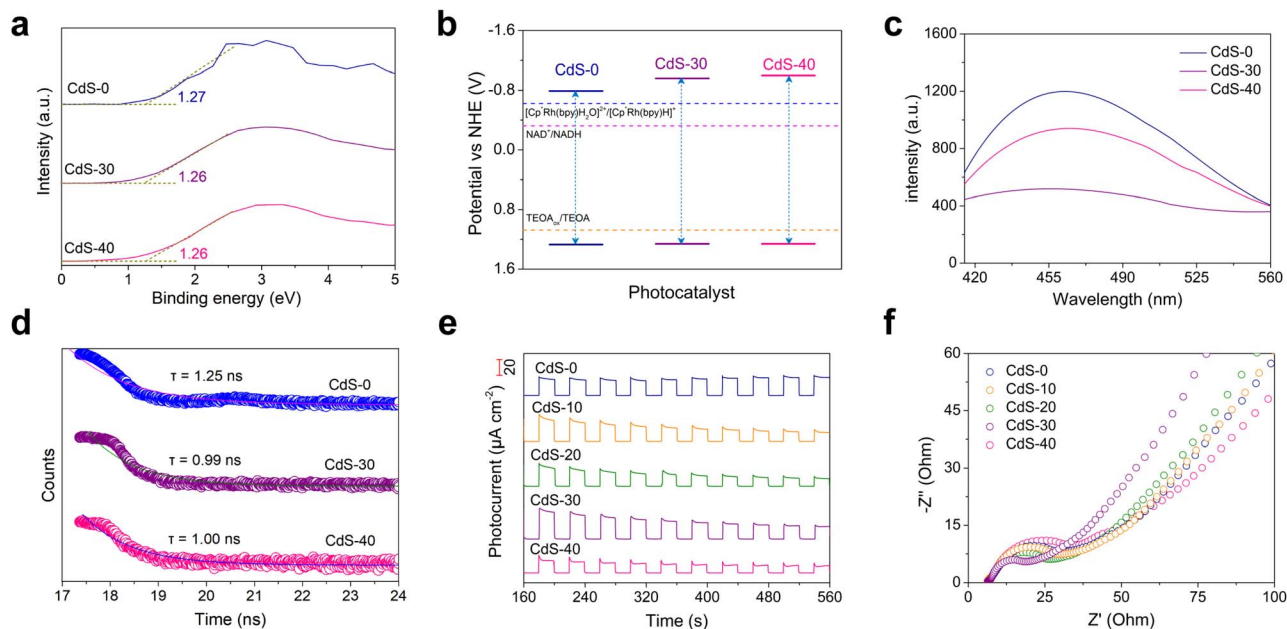 a
Intensity (a.u.)
CdS-0
1.27
CdS-30
1.26
CdS-40
1.26
0 1 2 3 4 5
Binding energy (eV)
b
Potential vs NHE (V)
-1.6
-0.8
0.0
0.8
1.6
CdS-0 CdS-30 CdS-40
[Cp*Rh(bpy)H₂O]²⁺/[Cp*Rh(bpy)H]⁺
NAD⁺/NADH
TEOAₒₓ/TEOA
Photocatalyst
c
intensity (a.u.)
1600
1200
800
400
0
CdS-0
CdS-30
CdS-40
420 455 490 525 560
Wavelength (nm)
d
Counts
τ = 1.25 ns
CdS-0
τ = 0.99 ns
CdS-30
τ = 1.00 ns
CdS-40
17 18 19 20 21 22 23 24
Time (ns)
e
Photocurrent (μA cm⁻²)
20
CdS-0
CdS-10
CdS-20
CdS-30
CdS-40
160 240 320 400 480 560
Time (s)
f
-Z'' (Ohm)
60
45
30
15
0
CdS-0
CdS-10
CdS-20
CdS-30
CdS-40
0 25 50 75 100
Z' (Ohm)